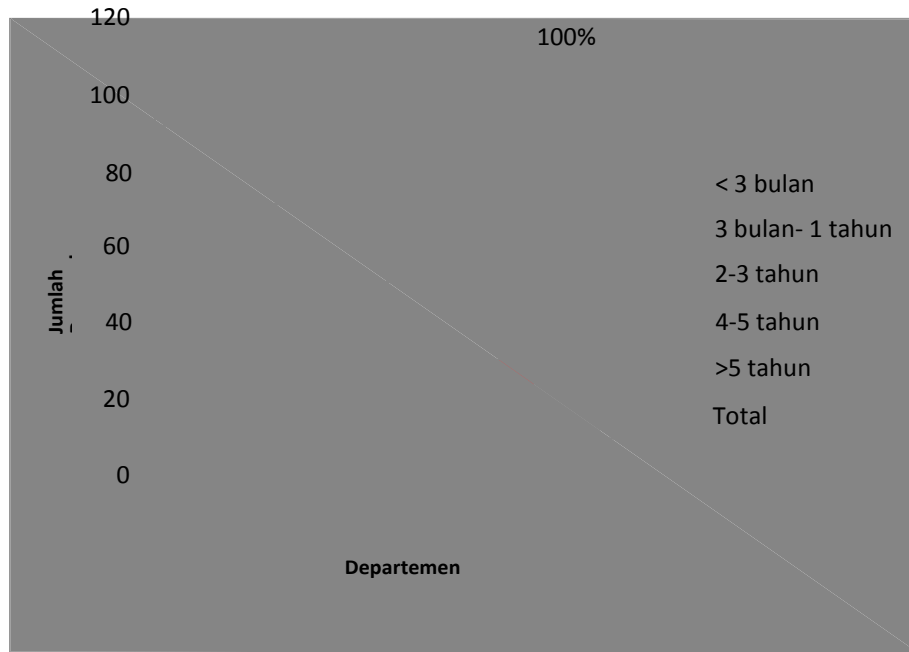 120
100%
100
80
< 3 bulan
3 bulan- 1 tahun
60
2-3 tahun
Jumlah
40
4-5 tahun
>5 tahun
20
Total
0
Departemen